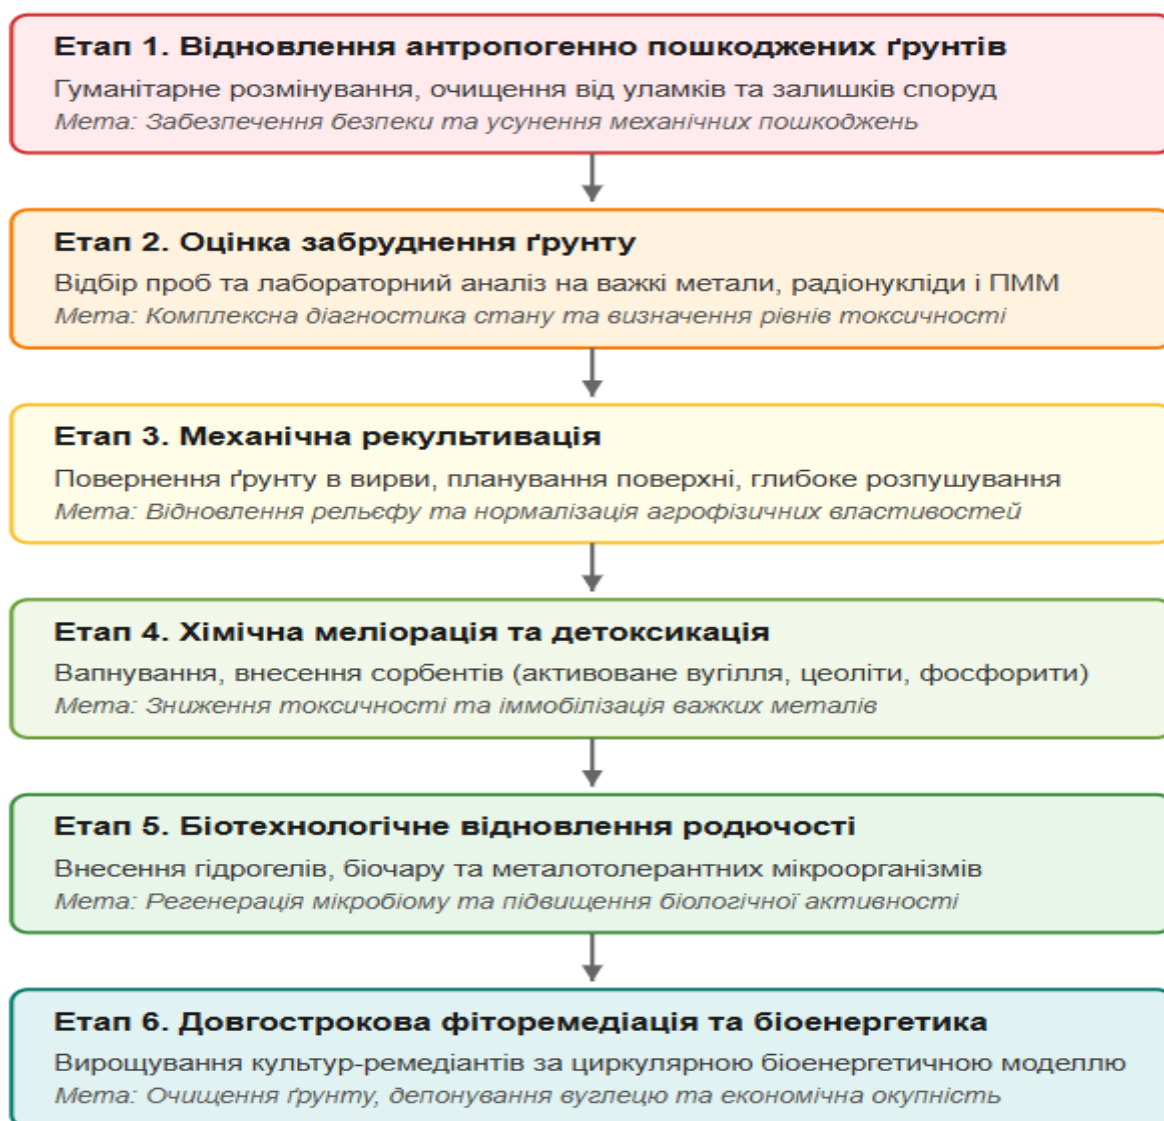 Етап 1. Відновлення антропогенно пошкоджених ґрунтів
Гуманітарне розмінування, очищення від уламків та залишків споруд
Мета: Забезпечення безпеки та усунення механічних пошкоджень
Етап 2. Оцінка забруднення ґрунту
Відбір проб та лабораторний аналіз на важкі метали, радіонукліди і ПММ
Мета: Комплексна діагностика стану та визначення рівнів токсичності
Етап 3. Механічна рекультивація
Повернення ґрунту в вирви, планування поверхні, глибоке розпушування
Мета: Відновлення рельєфу та нормалізація агрофізичних властивостей
Етап 4. Хімічна меліорація та детоксикація
Вапнування, внесення сорбентів (активоване вугілля, цеоліти, фосфорити)
Мета: Зниження токсичності та іммобілізація важких металів
Етап 5. Біотехнологічне відновлення родючості
Внесення гідрогелів, біочару та металотолерантних мікроорганізмів
Мета: Регенерація мікробіому та підвищення біологічної активності
Етап 6. Довгострокова фіторемедіація та біоенергетика
Вирощування культур-ремедіантів за циркулярною біоенергетичною моделлю
Мета: Очищення ґрунту, депонування вуглецю та економічна окупність